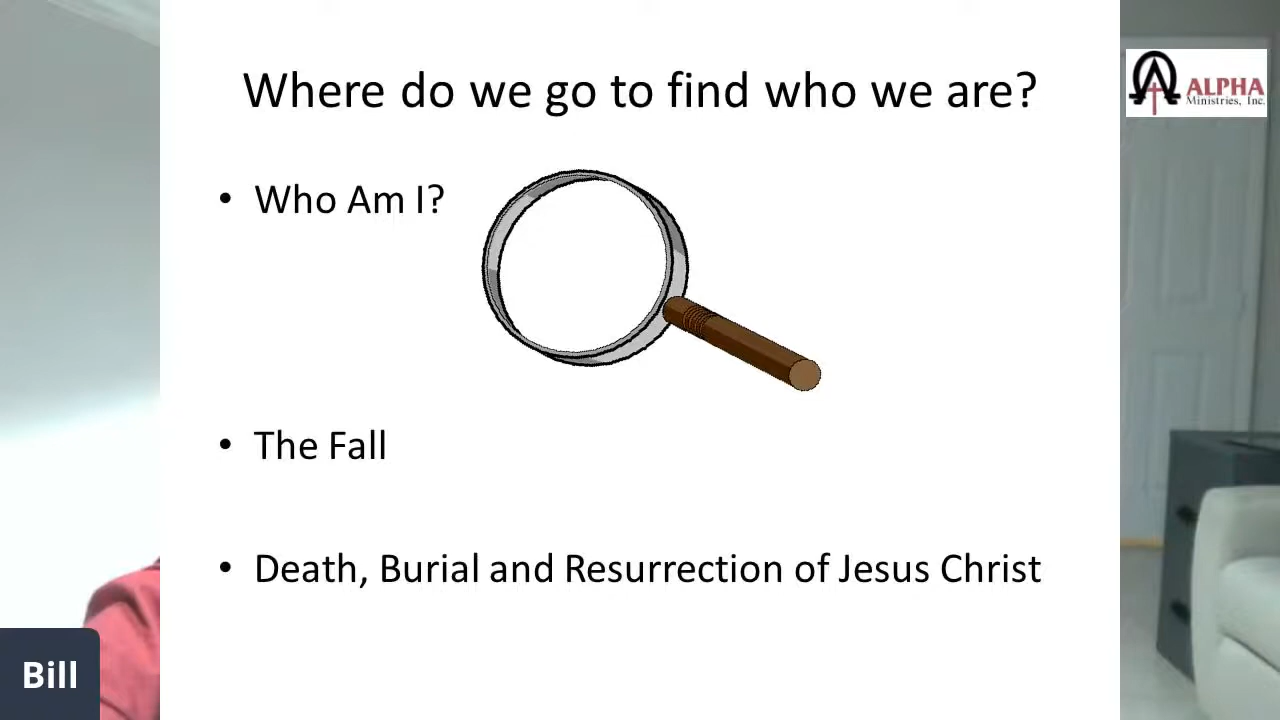 Where do we go to find who we are?
ALPHA
Ministries, Inc.
• Who Am I?
• The Fall
• Death, Burial and Resurrection of Jesus Christ
Bill